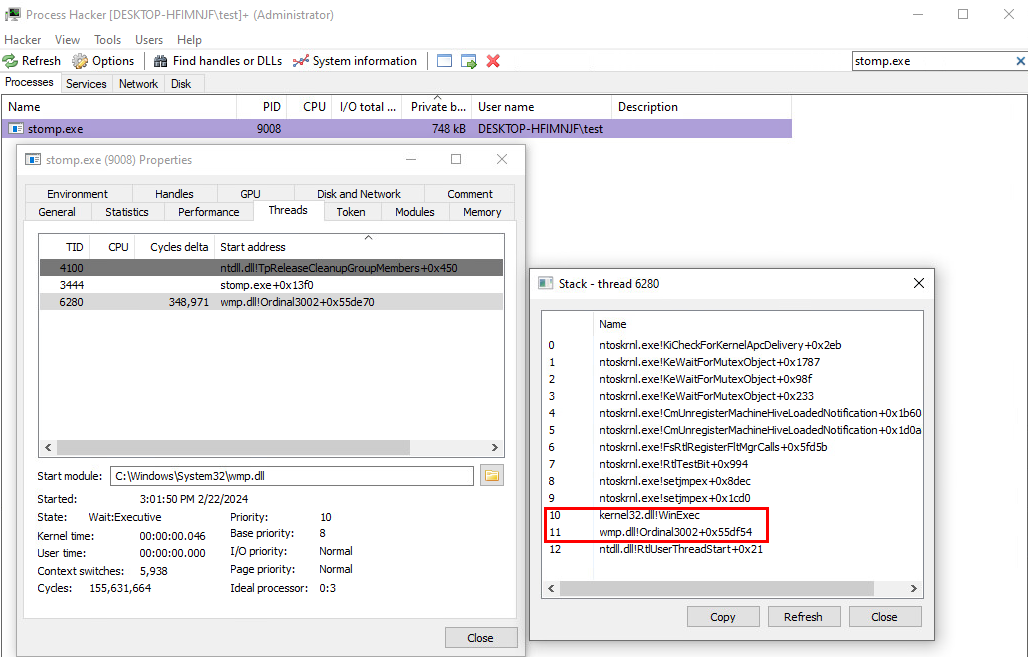 Process Hacker [DESKTOP-HFIMNJF\test]+ (Administrator)
Hacker View Tools Users Help
Refresh Options Find handles or DLLs System information stomp.exe
Processes Services Network Disk
Name PID CPU I/O total ... Private b... User name Description
stomp.exe 9008 748 kB DESKTOP-HFIMNJF\test
stomp.exe (9008) Properties
Environment Handles GPU Disk and Network Comment
General Statistics Performance Threads Token Modules Memory
TID CPU Cycles delta Start address
4100 ntdll.dll!TpReleaseCleanupGroupMembers+0x450
3444 stomp.exe+0x13f0
6280 348,971 wmp.dll!Ordinal3002+0x55de70
Start module: C:\Windows\System32\wmp.dll
Started: 3:01:50 PM 2/22/2024
State: Wait:Executive Priority: 10
Kernel time: 00:00:00.046 Base priority: 8
User time: 00:00:00.000 I/O priority: Normal
Context switches: 5,938 Page priority: Normal
Cycles: 155,631,664 Ideal processor: 0:3
Close
Stack - thread 6280
Name
0 ntoskrnl.exe!KiCheckForKernelApcDelivery+0x2eb
1 ntoskrnl.exe!KeWaitForMutexObject+0x1787
2 ntoskrnl.exe!KeWaitForMutexObject+0x98f
3 ntoskrnl.exe!KeWaitForMutexObject+0x233
4 ntoskrnl.exe!CmUnregisterMachineHiveLoadedNotification+0x1b60
5 ntoskrnl.exe!CmUnregisterMachineHiveLoadedNotification+0x1d0a
6 ntoskrnl.exe!FsRtlRegisterFltMgrCalls+0x5fd5b
7 ntoskrnl.exe!RtlTestBit+0x994
8 ntoskrnl.exe!setjmpex+0x8dec
9 ntoskrnl.exe!setjmpex+0x1cd0
10 kernel32.dll!WinExec
11 wmp.dll!Ordinal3002+0x55df54
12 ntdll.dll!RtlUserThreadStart+0x21
Copy Refresh Close